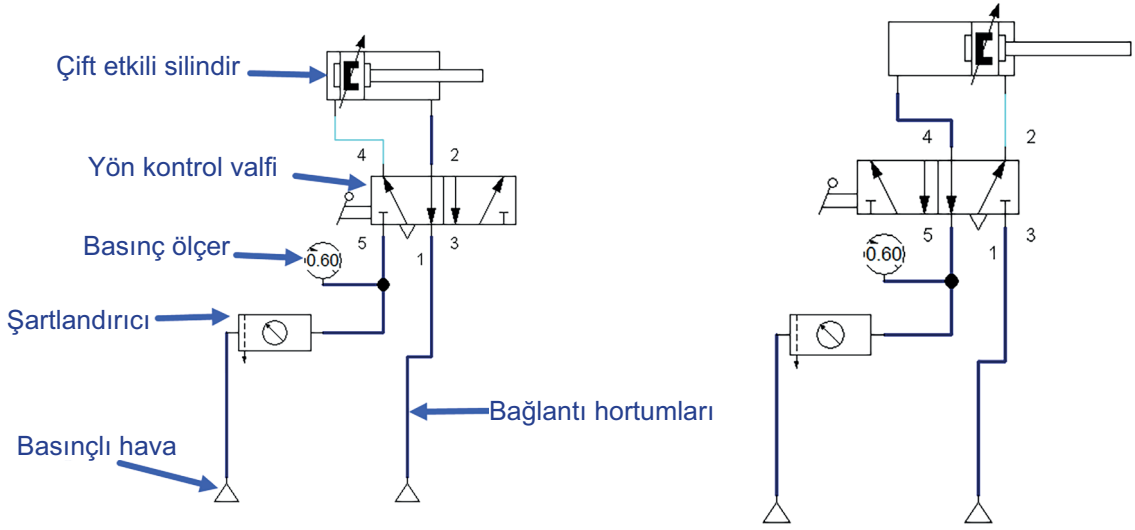 Çift etkili silindir
4
2
Yön kontrol valfi
Basınç ölçer
0.60
5
1
3
Şartlandırıcı
Bağlantı hortumları
Basınçlı hava
4
2
0.60
5
1
3